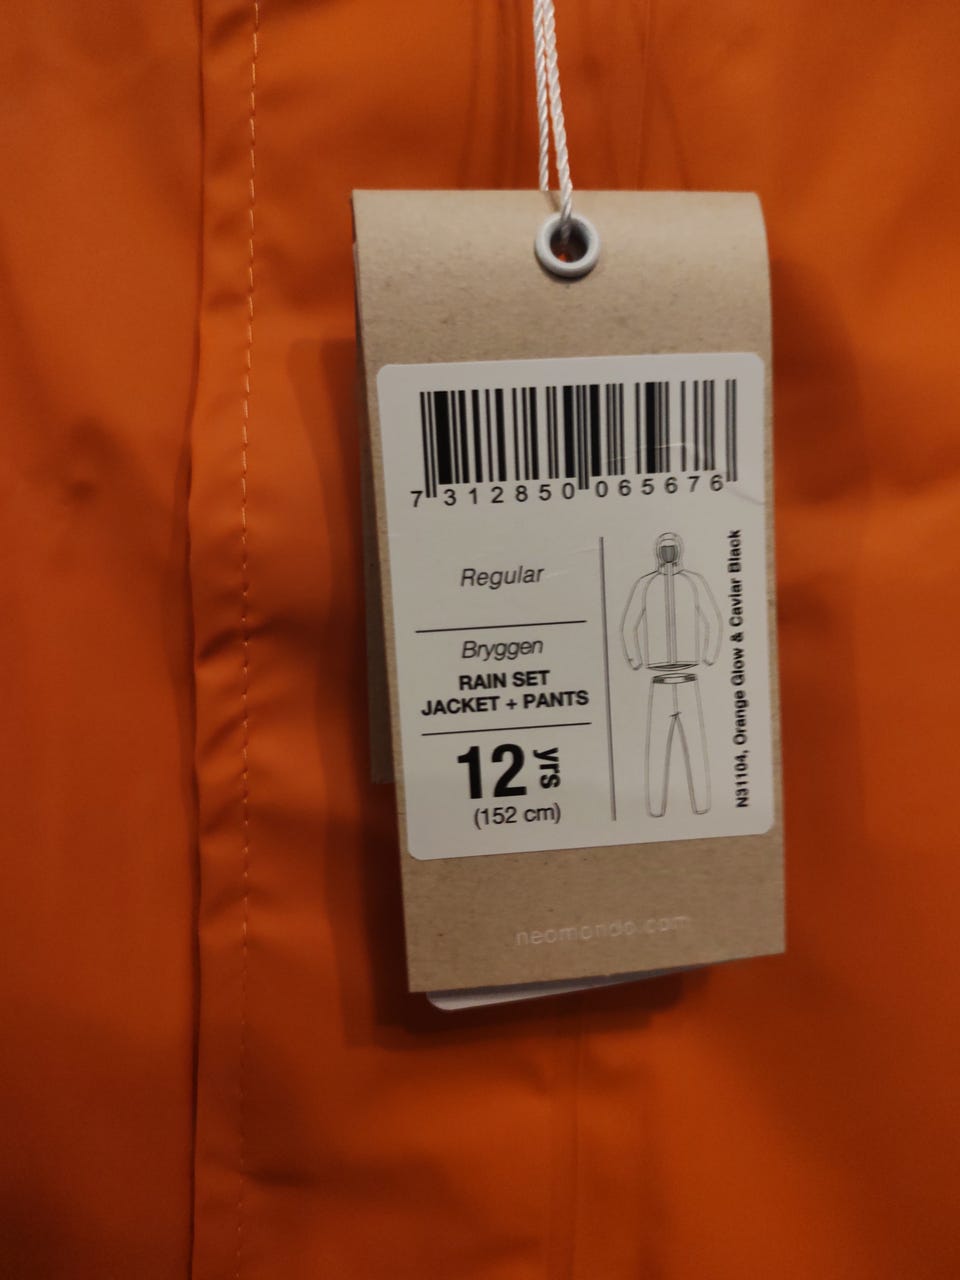 7 312850 065676
Regular
Bryggen
RAIN SET
JACKET + PANTS
12 yrs
(152 cm)
N31104, Orange Glow & Caviar Black
neomondo.com